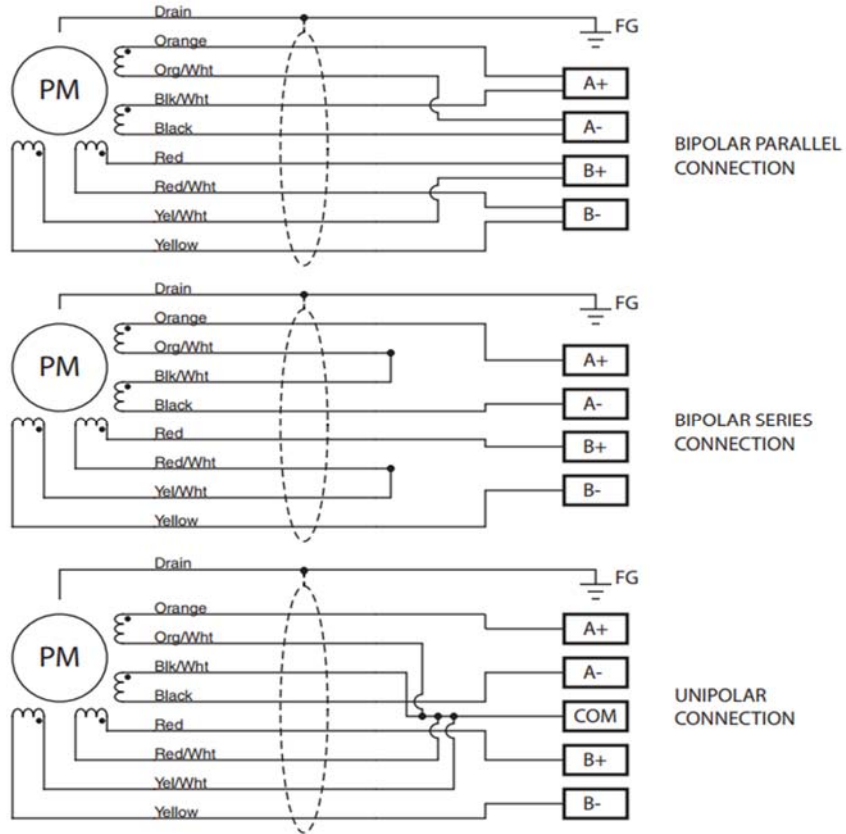 Drain
FG
Orange
Org/Wht
A+
PM
Blk/Wht
A-
Black
BIPOLAR PARALLEL
CONNECTION
Red
B+
Red/Wht
B-
Yel/Wht
Yellow
Drain
FG
Orange
Org/Wht
A+
PM
Blk/Wht
A-
Black
BIPOLAR SERIES
CONNECTION
Red
B+
Red/Wht
B-
Yel/Wht
Yellow
Drain
FG
Orange
A+
Org/Wht
PM
Blk/Wht
A-
Black
UNIPOLAR
CONNECTION
COM
Red
B+
Red/Wht
Yel/Wht
B-
Yellow